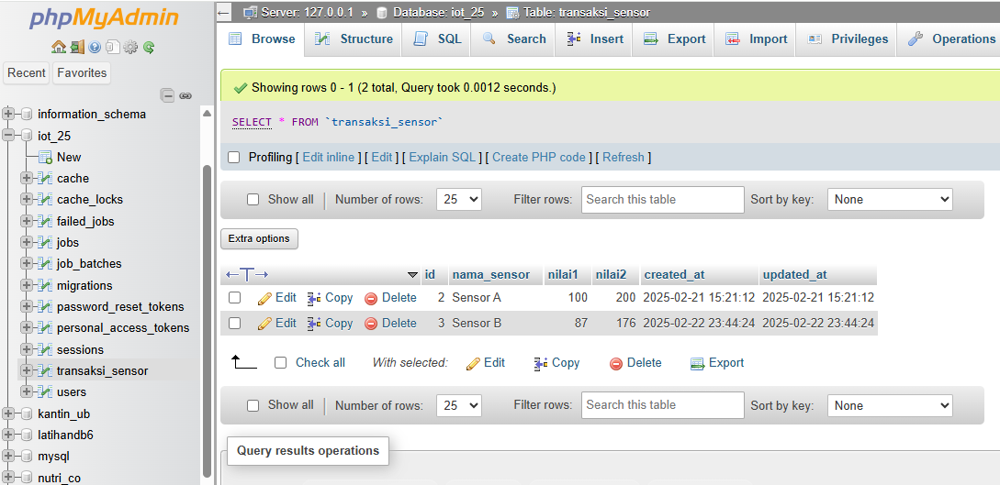 phpMyAdmin
Recent Favorites
information_schema
iot_25
New
cache
cache_locks
failed_jobs
jobs
job_batches
migrations
password_reset_tokens
personal_access_tokens
sessions
transaksi_sensor
users
kantin_ub
latihandb6
mysql
nutri_co
Server: 127.0.0.1 » Database: iot_25 » Table: transaksi_sensor
Browse Structure SQL Search Insert Export Import Privileges Operations
Showing rows 0 - 1 (2 total, Query took 0.0012 seconds.)
SELECT * FROM `transaksi_sensor`
Profiling [ Edit inline ] [ Edit ] [ Explain SQL ] [ Create PHP code ] [ Refresh ]
Show all Number of rows: 25 Filter rows: Search this table Sort by key: None
Extra options
←T→ id nama_sensor nilai1 nilai2 created_at updated_at
Edit Copy Delete 2 Sensor A 100 200 2025-02-21 15:21:12 2025-02-21 15:21:12
Edit Copy Delete 3 Sensor B 87 176 2025-02-22 23:44:24 2025-02-22 23:44:24
Check all With selected: Edit Copy Delete Export
Show all Number of rows: 25 Filter rows: Search this table Sort by key: None
Query results operations